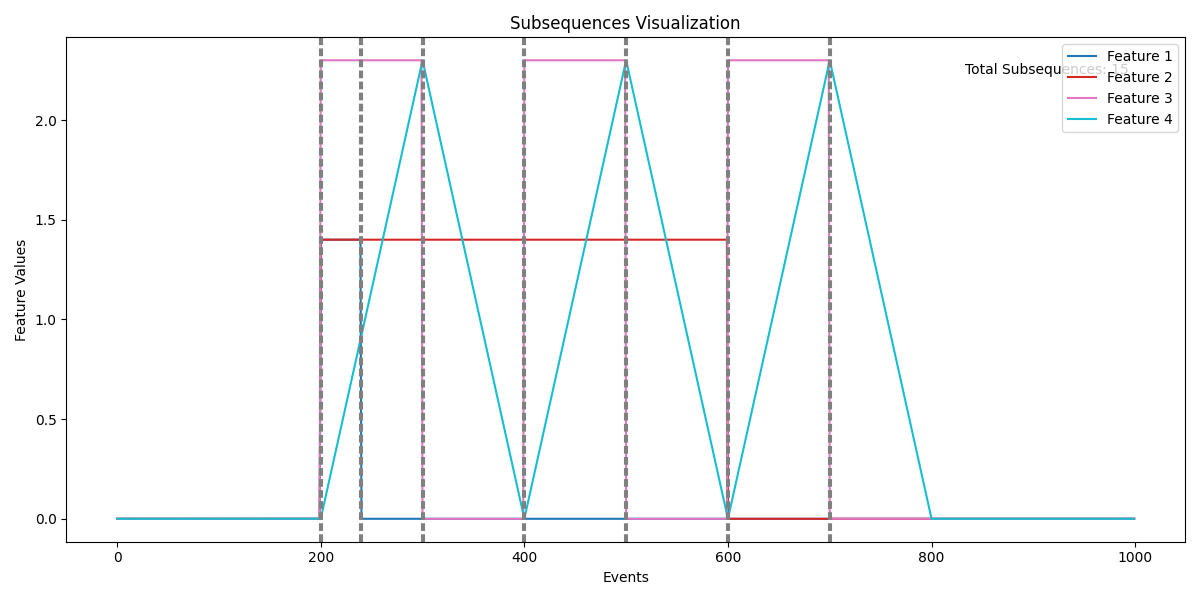 Subsequences Visualization
Total Subsequences: 15
Feature 1
Feature 2
Feature 3
Feature 4
2.0
1.5
1.0
0.5
0.0
Feature Values
0 200 400 600 800 1000
Events